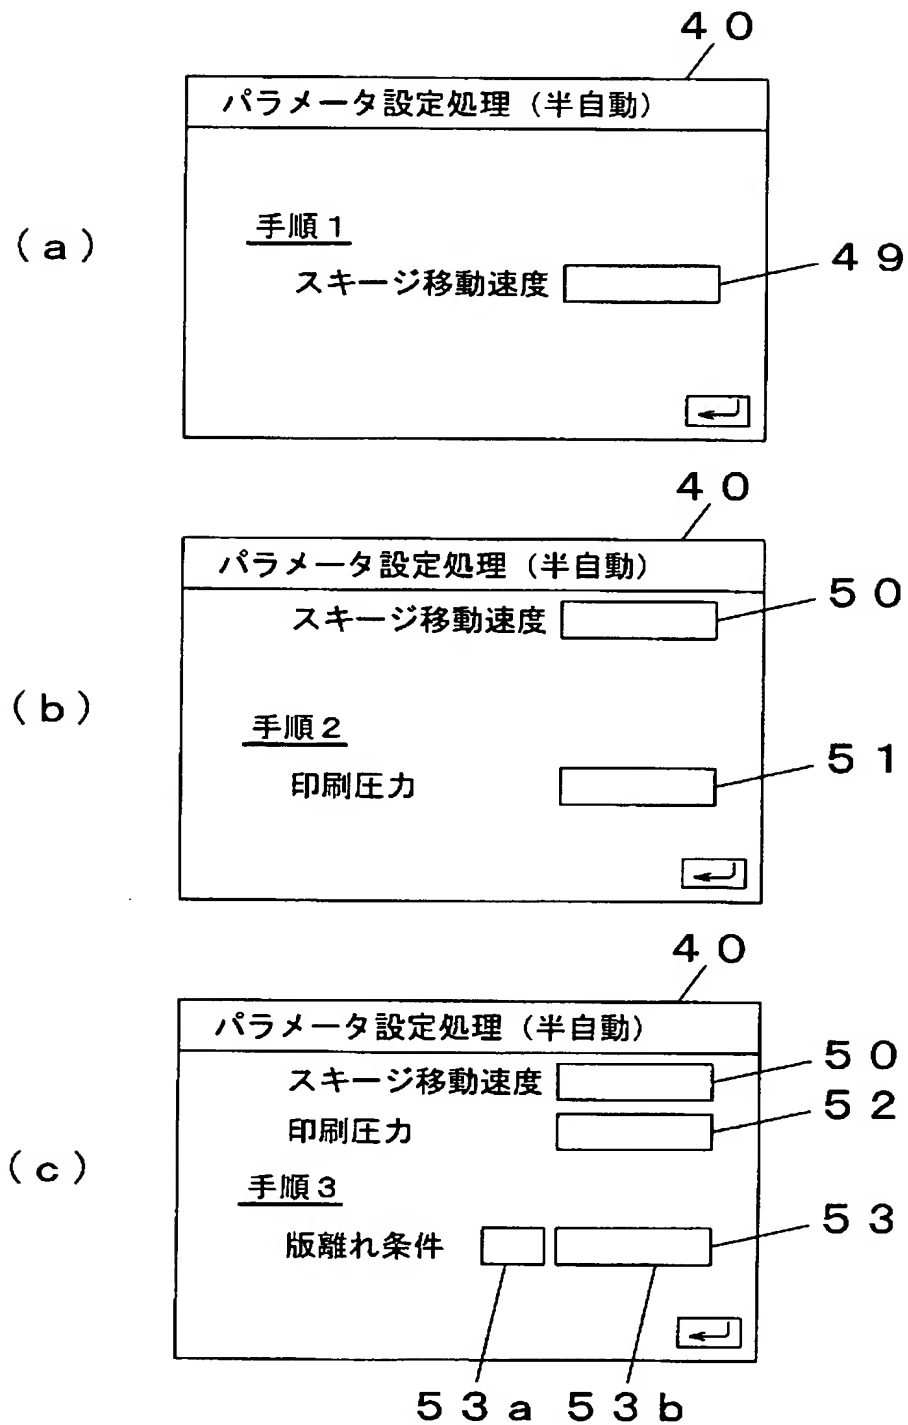 ４０
パラメータ設定処理（半自動）
（ａ）
手順１
スキージ移動速度
４９
４０
パラメータ設定処理（半自動）
スキージ移動速度
５０
（ｂ）
手順２
印刷圧力
５１
４０
パラメータ設定処理（半自動）
スキージ移動速度
５０
印刷圧力
５２
（ｃ）
手順３
版離れ条件
５３
５３ａ ５３ｂ